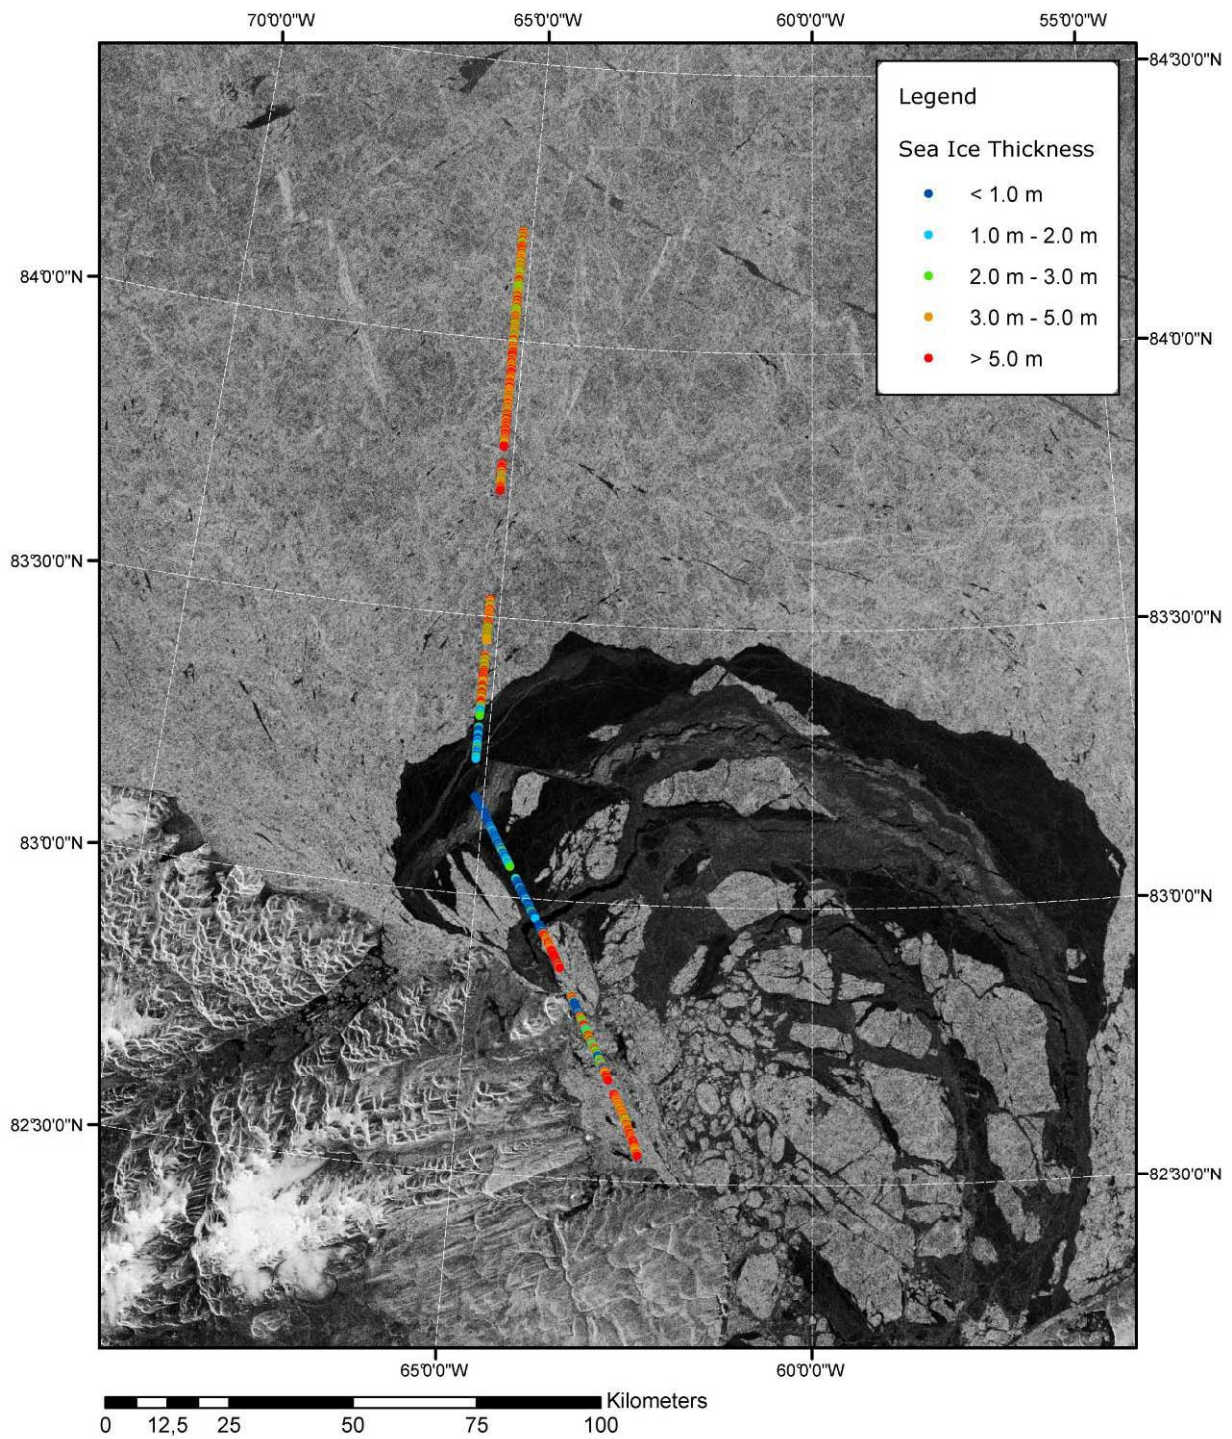 70°0'0"W 65°0'0"W 60°0'0"W 55°0'0"W
84°30'0"N
Legend
Sea Ice Thickness
< 1.0 m
1.0 m - 2.0 m
2.0 m - 3.0 m
3.0 m - 5.0 m
> 5.0 m
84°0'0"N
84°0'0"N
83°30'0"N
83°30'0"N
83°0'0"N
83°0'0"N
82°30'0"N
82°30'0"N
65°0'0"W 60°0'0"W
Kilometers
0 12,5 25 50 75 100